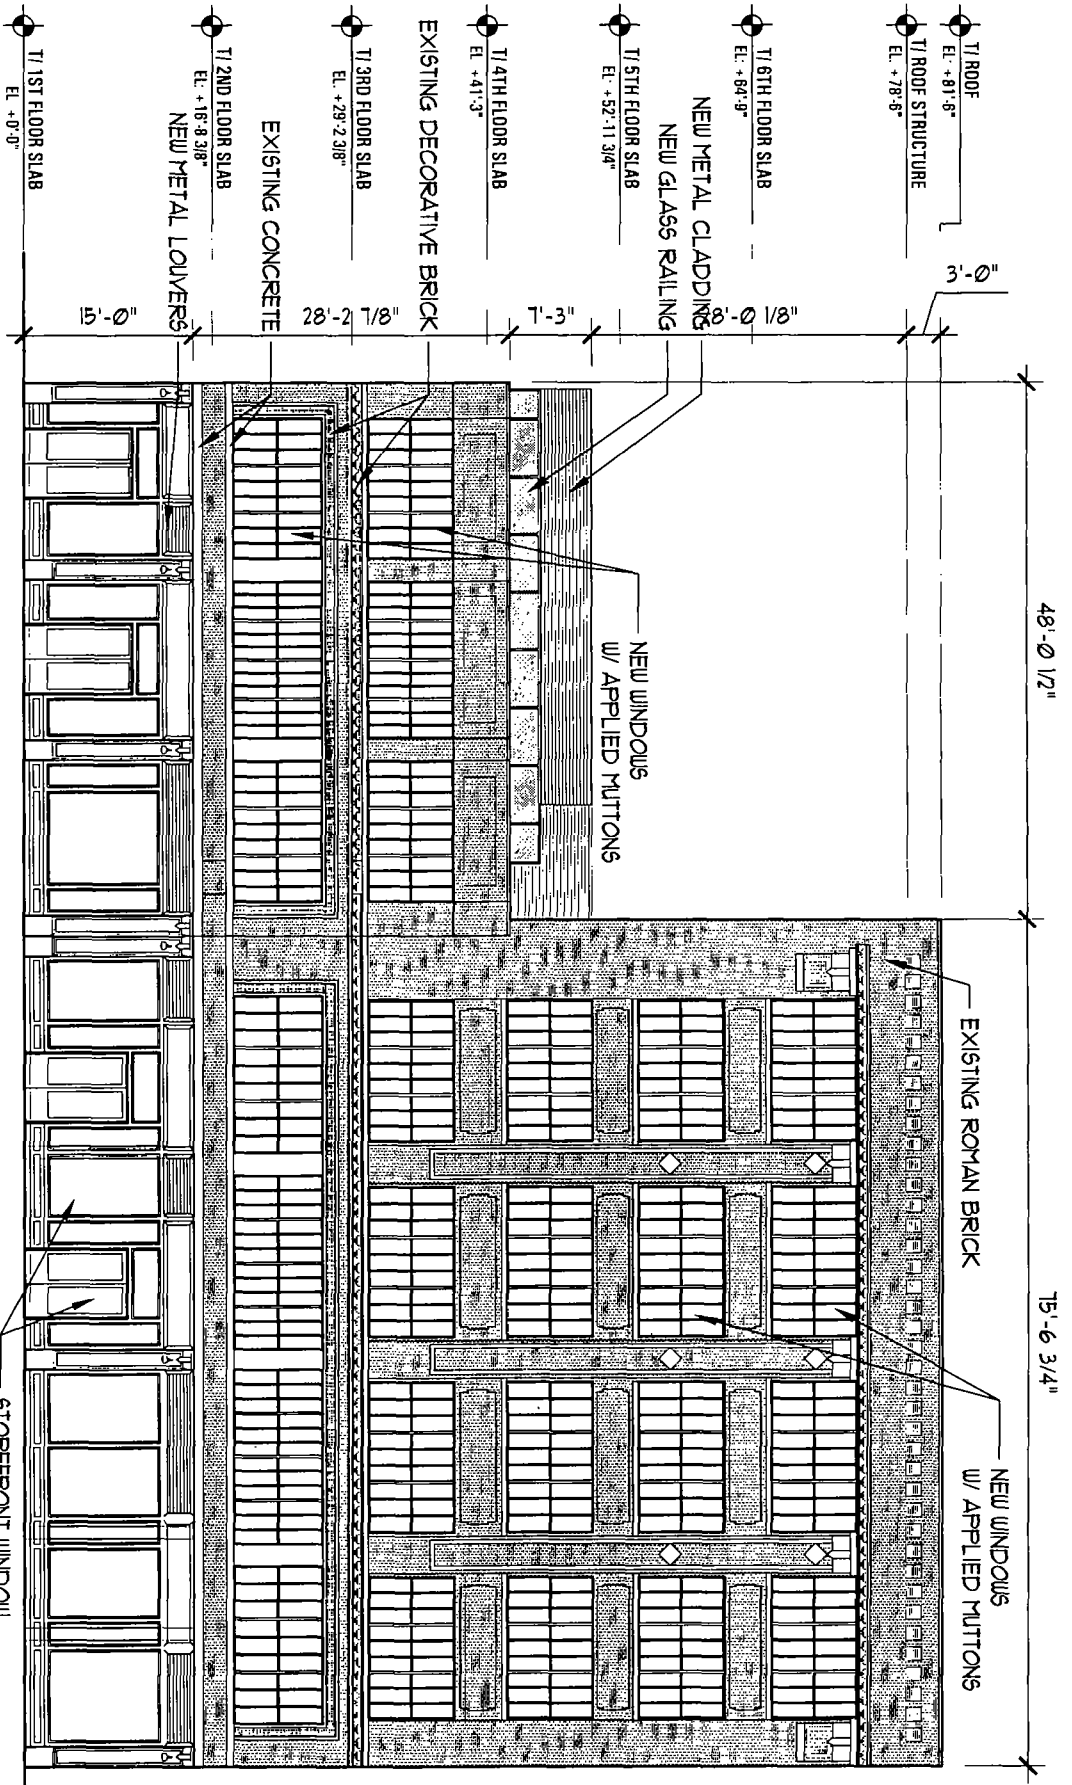 T/ ROOF
EL: +81'-6"
T/ ROOF STRUCTURE
EL: +78'-6"
T/ 6TH FLOOR SLAB
EL: +64'-9"
T/ 5TH FLOOR SLAB
EL: +52'-11 3/4"
T/ 4TH FLOOR SLAB
EL: +41'-3"
T/ 3RD FLOOR SLAB
EL: +29'-2 3/8"
T/ 2ND FLOOR SLAB
EL: +16'-8 3/8"
T/ 1ST FLOOR SLAB
EL +0'-0"
NEW METAL CLADDING
NEW GLASS RAILING
EXISTING DECORATIVE BRICK
EXISTING CONCRETE
NEW METAL LOUVERS
3'-0"
28'-0 1/8"
7'-3"
28'-2 7/8"
15'-0"
48'-0 1/2"
75'-6 3/4"
NEW WINDOWS
W/ APPLIED MUTTONS
EXISTING ROMAN BRICK
NEW WINDOWS
W/ APPLIED MUTTONS
STOREFRONT WINDOW